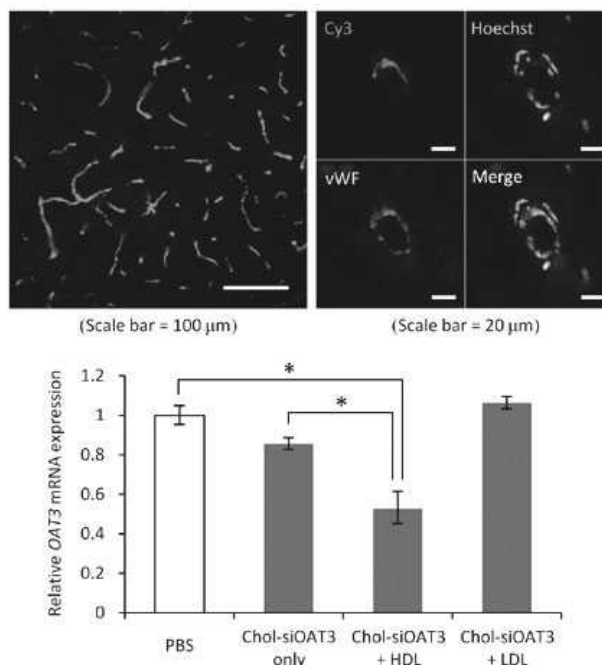 Cy3
Hoechst
vWF
Merge
(Scale bar = 100 μm)
(Scale bar = 20 μm)
Relative OAT3 mRNA expression
1.2
1
0.8
0.6
0.4
0.2
0
*
*
PBS
Chol-siOAT3
only
Chol-siOAT3
+ HDL
Chol-siOAT3
+ LDL